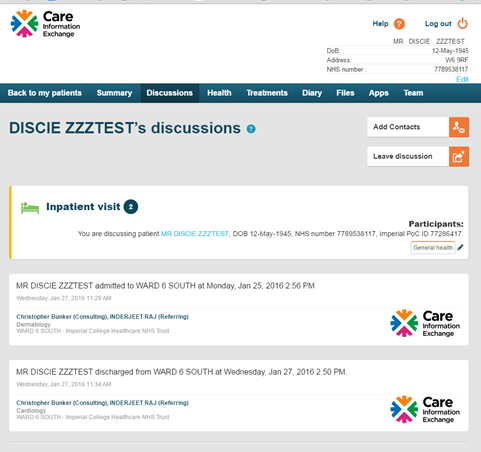 Care
Information
Exchange
Help ?
Log out
MR DISCIE ZZZTEST
DoB: 12-May-1945
Address: W6 9RF
NHS number : 7789538117
Edit
Back to my patients Summary Discussions Health Treatments Diary Files Apps Team
DISCIE ZZZTEST's discussions ?
Add Contacts
Leave discussion
Inpatient visit 2
Participants:
You are discussing patient MR DISCIE ZZZTEST, DOB 12-May-1945, NHS number 7789538117, Imperial PoC ID 77286417.
General health
MR DISCIE ZZZTEST admitted to WARD 6 SOUTH at Monday, Jan 25, 2016 2:56 PM
Wednesday, Jan 27, 2016 11:29 AM
Christopher Bunker (Consulting), INDERJEET RAJ (Referring)
Dermatology
WARD 6 SOUTH - Imperial College Healthcare NHS Trust
Care
Information
Exchange
MR DISCIE ZZZTEST discharged from WARD 6 SOUTH at Wednesday, Jan 27, 2016 2:50 PM.
Wednesday, Jan 27, 2016 11:34 AM
Christopher Bunker (Consulting), INDERJEET RAJ (Referring)
Cardiology
WARD 6 SOUTH - Imperial College Healthcare NHS Trust
Care
Information
Exchange